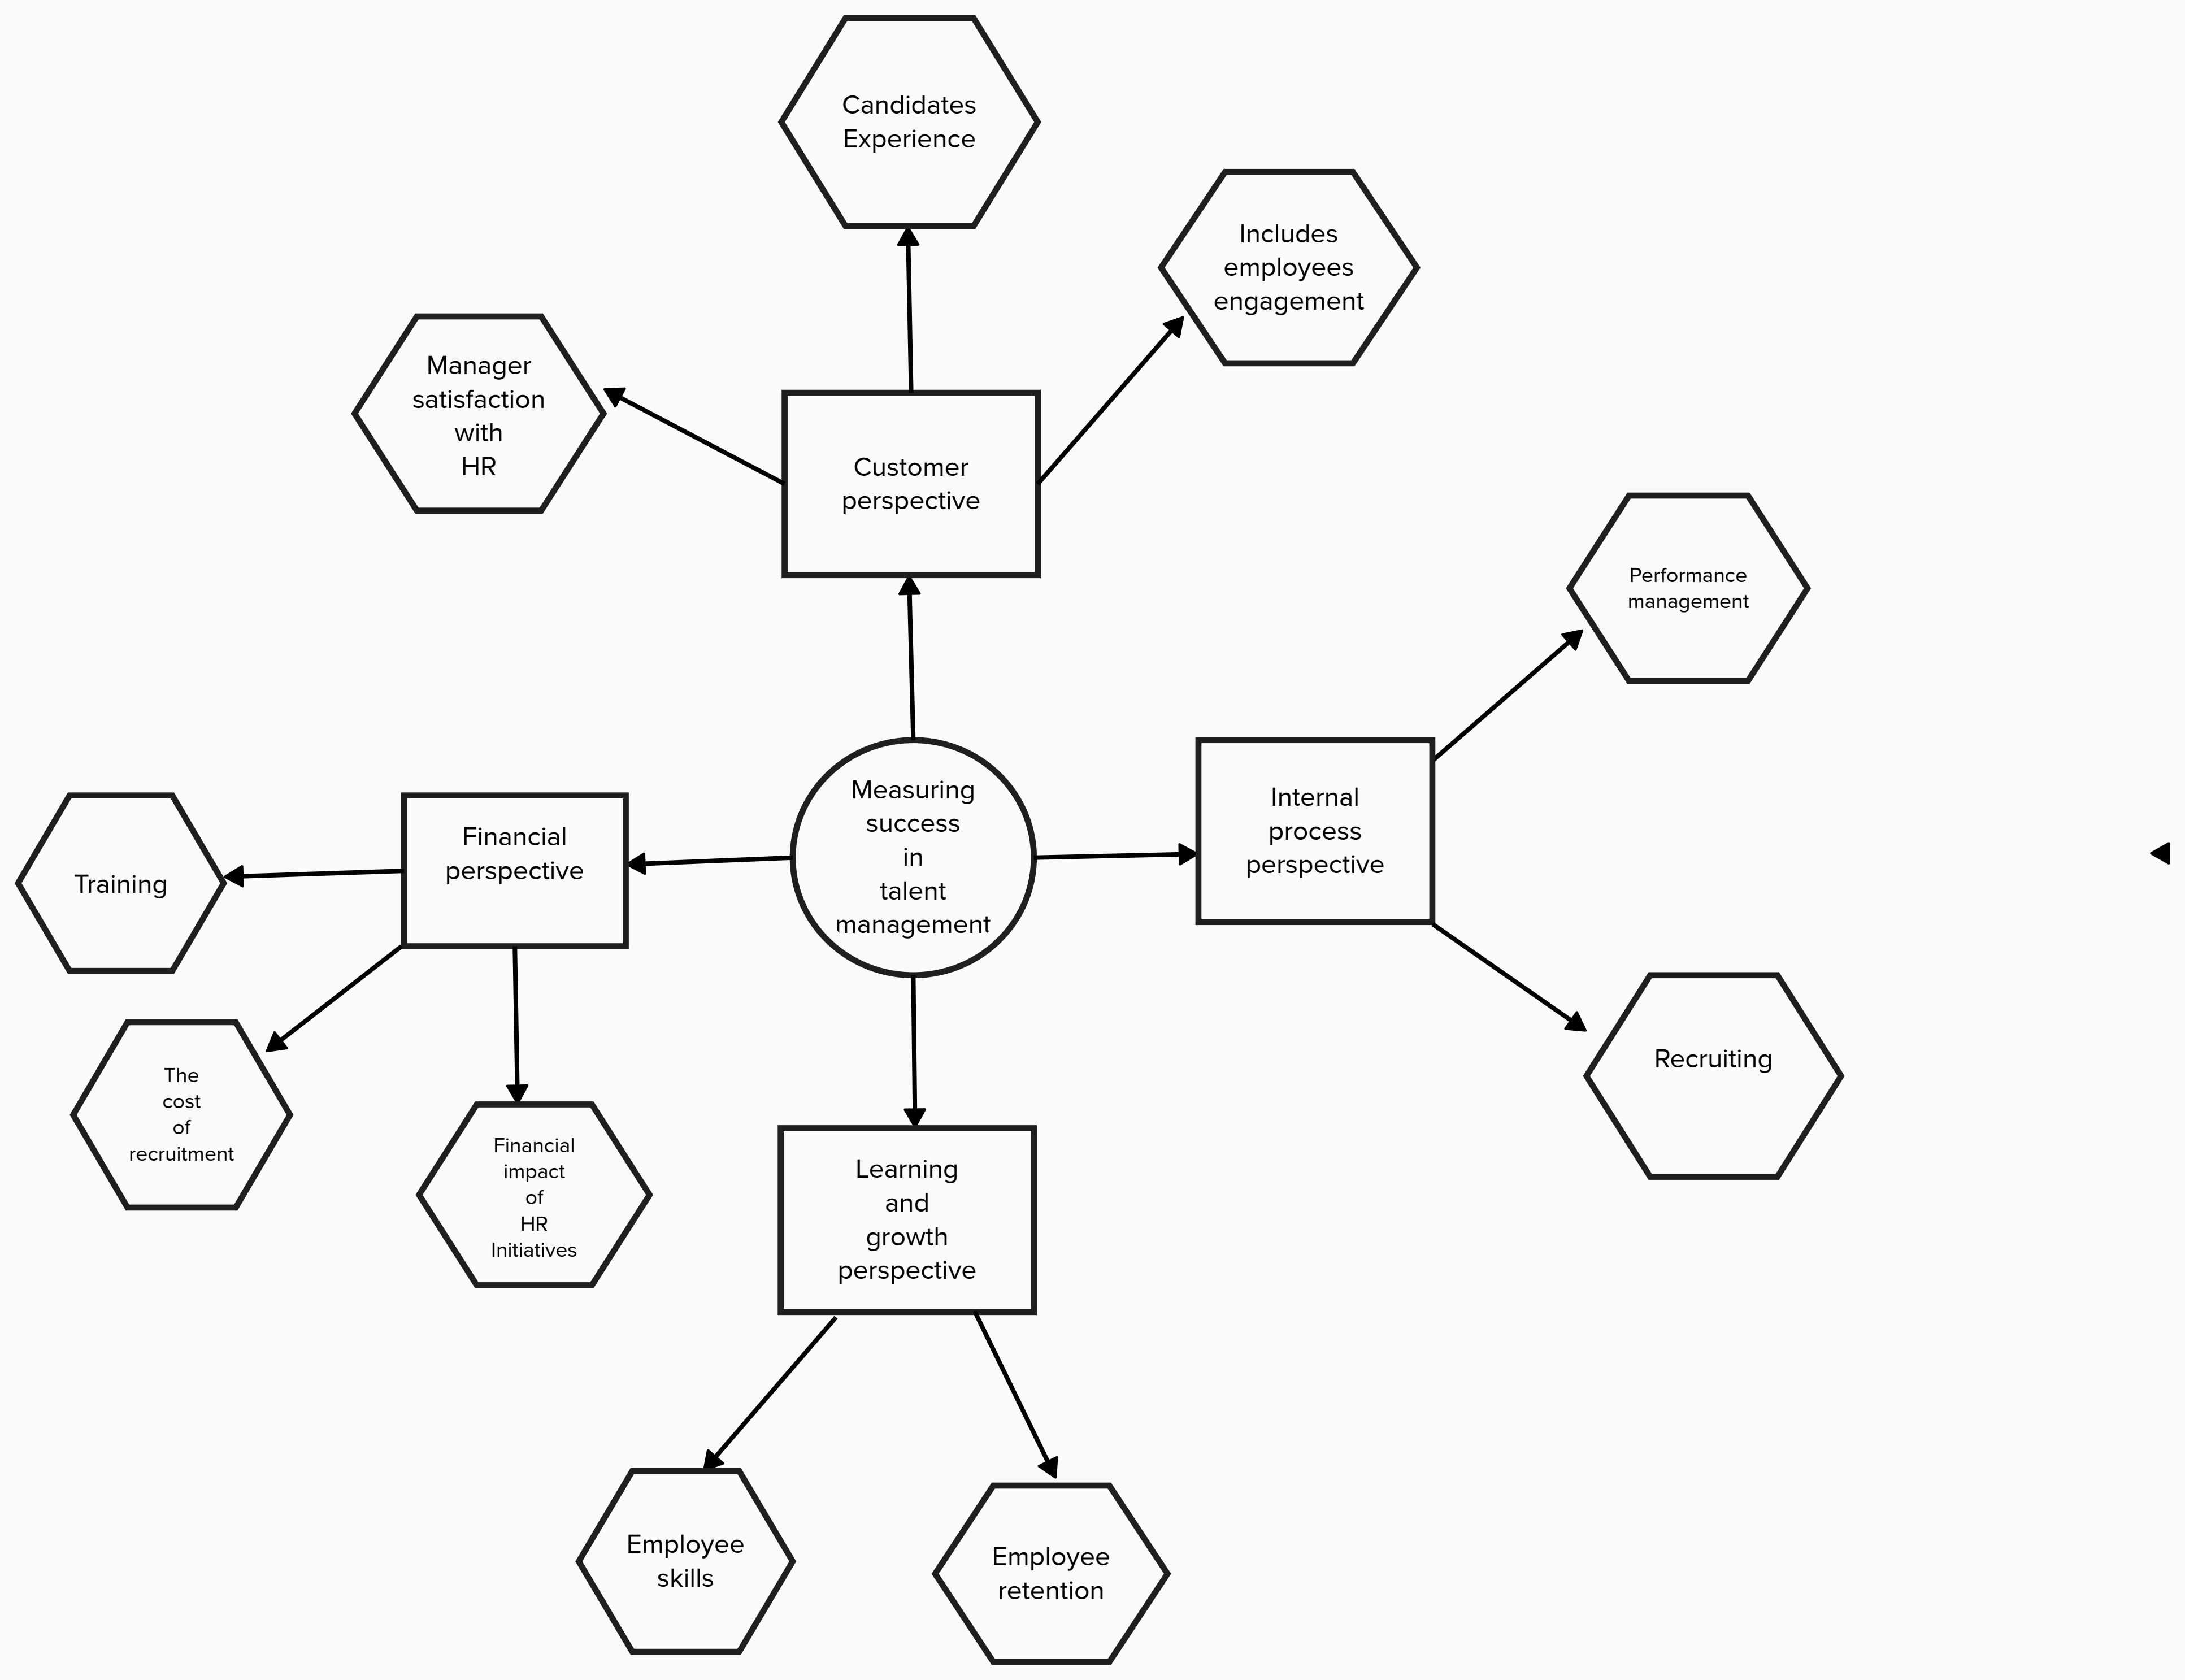 Candidates
Experience
Includes
employees
engagement
Manager
satisfaction
with
HR
Customer
perspective
Performance
management
Measuring
success
in
talent
management
Internal
process
perspective
Financial
perspective
Training
Recruiting
The
cost
of
recruitment
Financial
impact
of
HR
Initiatives
Learning
and
growth
perspective
Employee
skills
Employee
retention